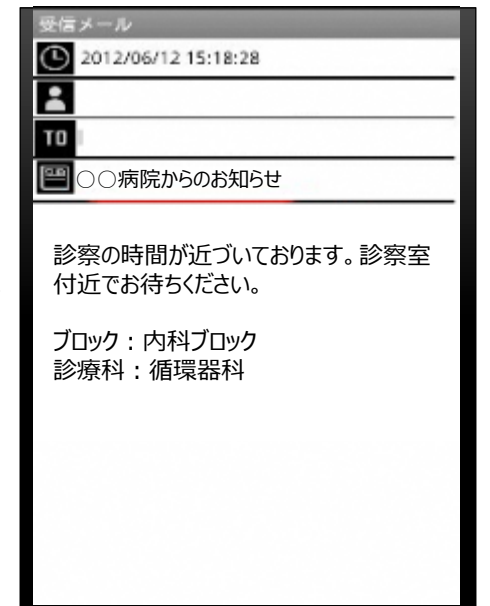 受信メール
2012/06/12 15:18:28
TO
○○病院からのお知らせ
診察の時間が近づいております。診察室
付近でお待ちください。
ブロック：内科ブロック
診療科：循環器科